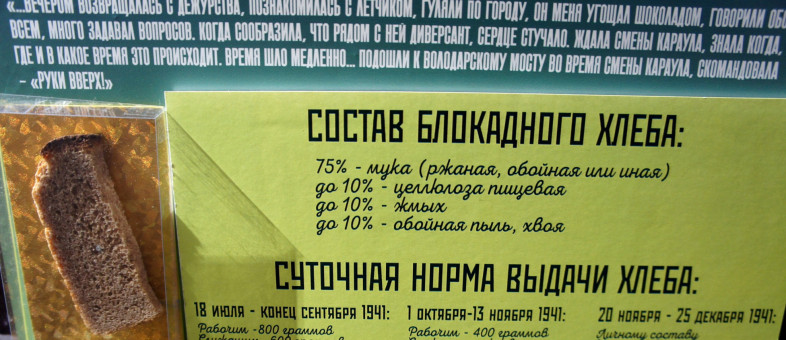 «...ВЕЧЕРОМ ВОЗВРАЩАЛАСЬ С ДЕЖУРСТВА, ПОЗНАКОМИЛАСЬ С ЛЕТЧИКОМ, ГУЛЯЛИ ПО ГОРОДУ, ОН МЕНЯ УГОЩАЛ ШОКОЛАДОМ, ГОВОРИЛИ ОБО
ВСЕМ, МНОГО ЗАДАВАЛ ВОПРОСОВ. КОГДА СООБРАЗИЛА, ЧТО РЯДОМ С НЕЙ ДИВЕРСАНТ, СЕРДЦЕ СТУЧАЛО. ЖДАЛА СМЕНЫ КАРАУЛА, ЗНАЛА КОГДА,
ГДЕ И В КАКОЕ ВРЕМЯ ЭТО ПРОИСХОДИТ. ВРЕМЯ ШЛО МЕДЛЕННО... ПОДОШЛИ К ВОЛОДАРСКОМУ МОСТУ ВО ВРЕМЯ СМЕНЫ КАРАУЛА, СКОМАНДОВАЛА
- «РУКИ ВВЕРХ!»
СОСТАВ БЛОКАДНОГО ХЛЕБА:
75% - мука (ржаная, обойная или иная)
до 10% - целлюлоза пищевая
до 10% - жмых
до 10% - обойная пыль, хвоя
СУТОЧНАЯ НОРМА ВЫДАЧИ ХЛЕБА:
18 ИЮЛЯ - КОНЕЦ СЕНТЯБРЯ 1941: 1 ОКТЯБРЯ-13 НОЯБРЯ 1941: 20 НОЯБРЯ - 25 ДЕКАБРЯ 1941:
Рабочим -800 граммов Рабочим - 400 граммов Личному составу